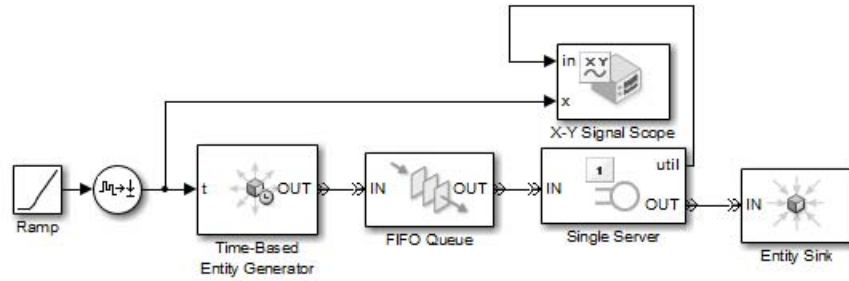 in
XY
x
X-Y Signal Scope
Ramp
t
OUT
Time-Based
Entity Generator
IN
OUT
FIFO Queue
IN
1
util
OUT
Single Server
IN
Entity Sink